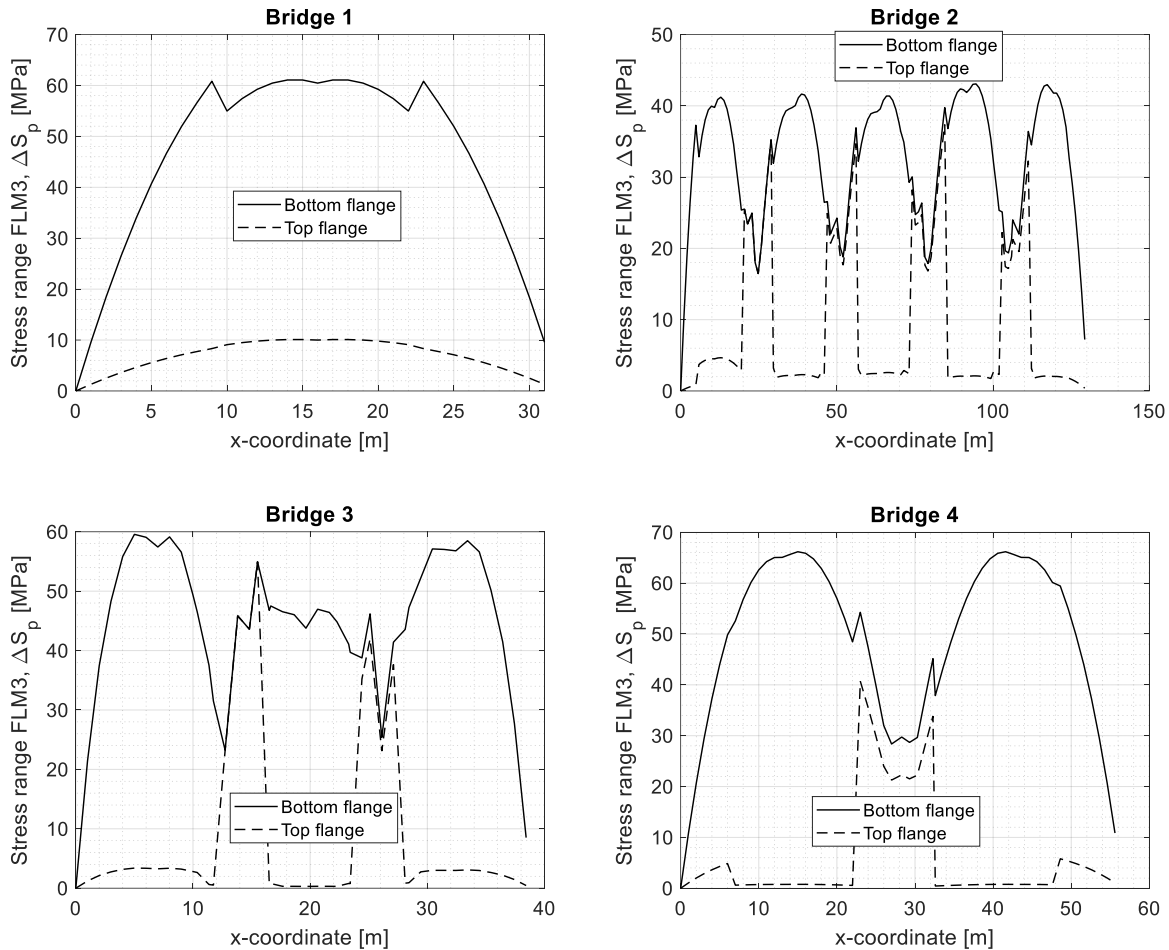 Bridge 1
70
60
50
40
30
20
10
0
Stress range FLM3, ΔS_p [MPa]
Bottom flange
Top flange
0 5 10 15 20 25 30
x-coordinate [m]
Bridge 2
50
40
30
20
10
0
Stress range FLM3, ΔS_p [MPa]
Bottom flange
Top flange
0 50 100 150
x-coordinate [m]
Bridge 3
60
50
40
30
20
10
0
Stress range FLM3, ΔS_p [MPa]
Bottom flange
Top flange
0 10 20 30 40
x-coordinate [m]
Bridge 4
70
60
50
40
30
20
10
0
Stress range FLM3, ΔS_p [MPa]
Bottom flange
Top flange
0 10 20 30 40 50 60
x-coordinate [m]